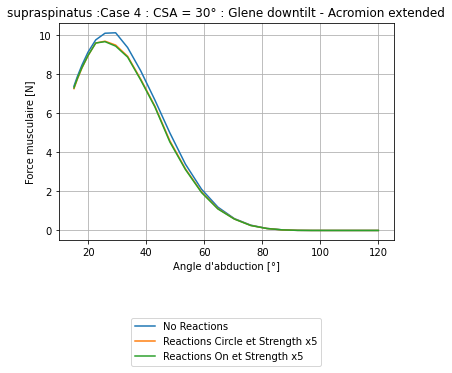 supraspinatus :Case 4 : CSA = 30° : Glene downtilt - Acromion extended
Force musculaire [N]
10
8
6
4
2
0
20 40 60 80 100 120
Angle d'abduction [°]
No Reactions
Reactions Circle et Strength x5
Reactions On et Strength x5